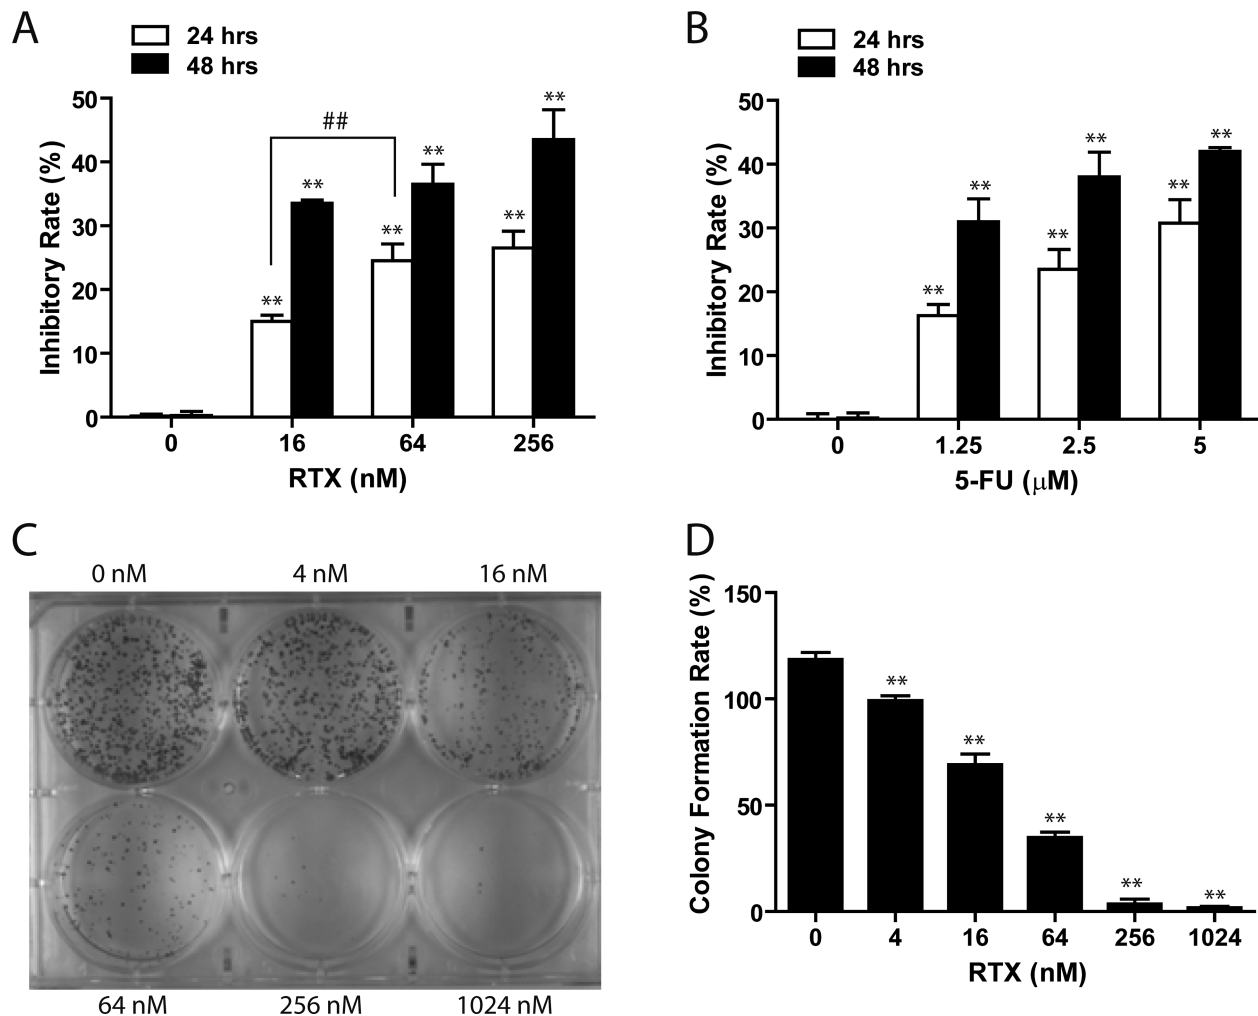 A
24 hrs
48 hrs
Inhibitory Rate (%)
50
40
30
20
10
0
##
**
**
**
**
**
**
0
16
64
256
RTX (nM)
B
24 hrs
48 hrs
Inhibitory Rate (%)
50
40
30
20
10
0
**
**
**
**
**
**
0
1.25
2.5
5
5-FU (μM)
C
0 nM
4 nM
16 nM
64 nM
256 nM
1024 nM
D
Colony Formation Rate (%)
150
100
50
0
**
**
**
**
**
0
4
16
64
256
1024
RTX (nM)